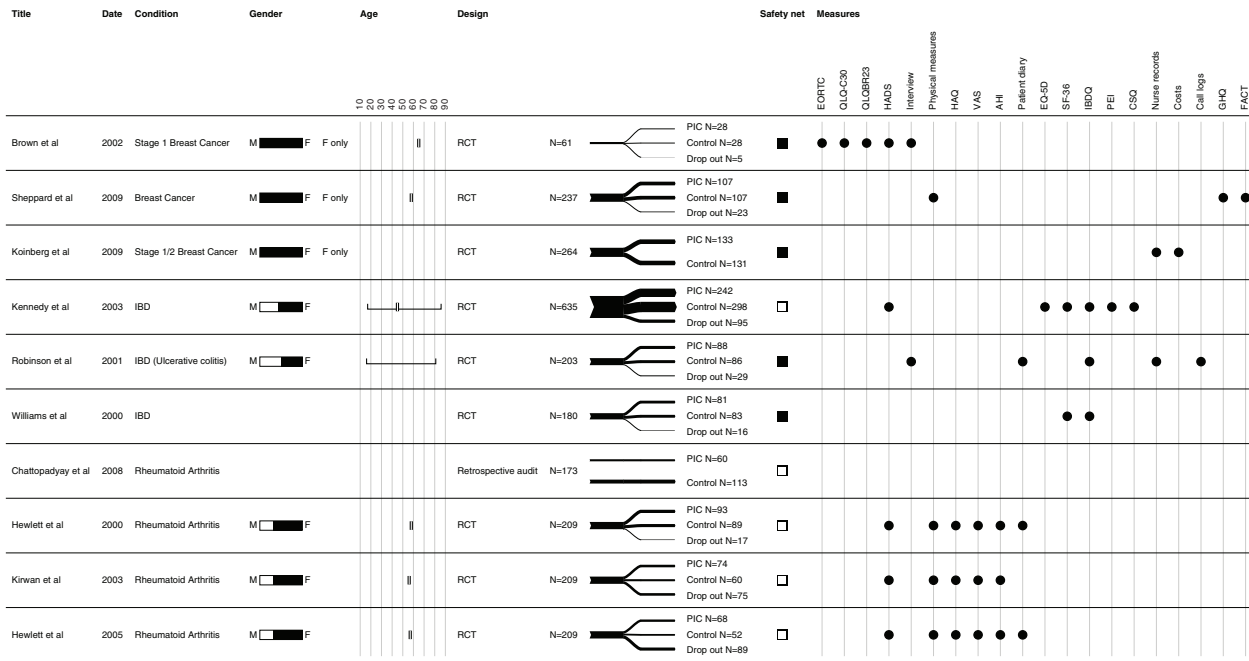 Title Date Condition Gender Age Design Safety net Measures
10 20 30 40 50 60 70 80 90
EORTC QLQ-C30 QLQBR23 HADS Interview Physical measures HAQ VAS AHI Patient diary EQ-5D SF-36 IBDQ PEI CSQ Nurse records Costs Call logs GHQ FACT
PIC N=28
Brown et al 2002 Stage 1 Breast Cancer M F F only RCT N=61 Control N=28
Drop out N=5
PIC N=107
Sheppard et al 2009 Breast Cancer M F F only RCT N=237 Control N=107
Drop out N=23
PIC N=133
Koinberg et al 2009 Stage 1/2 Breast Cancer M F F only RCT N=264
Control N=131
PIC N=242
Kennedy et al 2003 IBD M F RCT N=635 Control N=298
Drop out N=95
PIC N=88
Robinson et al 2001 IBD (Ulcerative colitis) M F RCT N=203 Control N=86
Drop out N=29
PIC N=81
Williams et al 2000 IBD RCT N=180 Control N=83
Drop out N=16
PIC N=60
Chattopadyay et al 2008 Rheumatoid Arthritis Retrospective audit N=173
Control N=113
PIC N=93
Hewlett et al 2000 Rheumatoid Arthritis M F RCT N=209 Control N=89
Drop out N=17
PIC N=74
Kirwan et al 2003 Rheumatoid Arthritis M F RCT N=209 Control N=60
Drop out N=75
PIC N=68
Hewlett et al 2005 Rheumatoid Arthritis M F RCT N=209 Control N=52
Drop out N=89